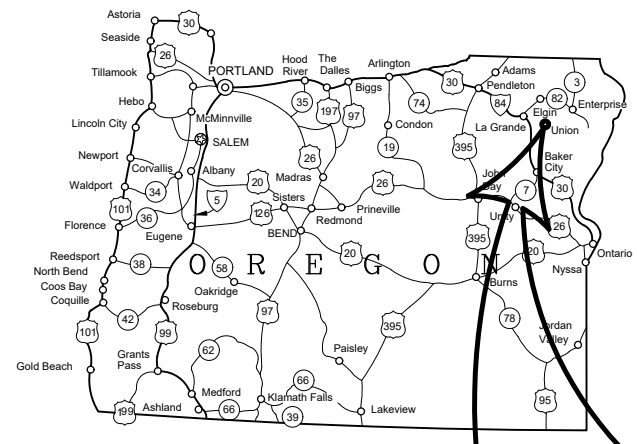 Astoria
30
Seaside
26
Tillamook
PORTLAND
Hood
River
The
Dalles
Biggs
Arlington
Adams
Pendleton
3
30
84
82
Enterprise
Elgin
La Grande
Union
35
197
97
74
Hebo
McMinnville
Lincoln City
SALEM
Condon
19
395
Newport
Corvallis
Albany
26
Madras
Baker
City
John
Day
7
30
Waldport
34
20
Sisters
26
Prineville
5
101
36
126
Redmond
Unity
26
Florence
Eugene
BEND
20
395
20
Ontario
Reedsport
North Bend
Coos Bay
Coquille
38
OREGON
58
Oakridge
Burns
Nyssa
42
Roseburg
97
78
101
99
395
Jordan
Valley
62
Paisley
Gold Beach
Grants
Pass
Medford
66
Klamath Falls
95
199
Ashland
66
39
Lakeview